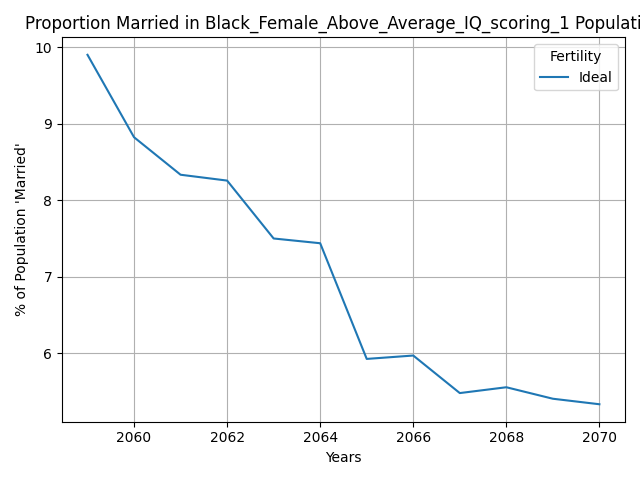 Proportion Married in Black_Female_Above_Average_IQ_scoring_1 Populati
10
9
8
7
6
% of Population 'Married'
Fertility
Ideal
2060 2062 2064 2066 2068 2070
Years